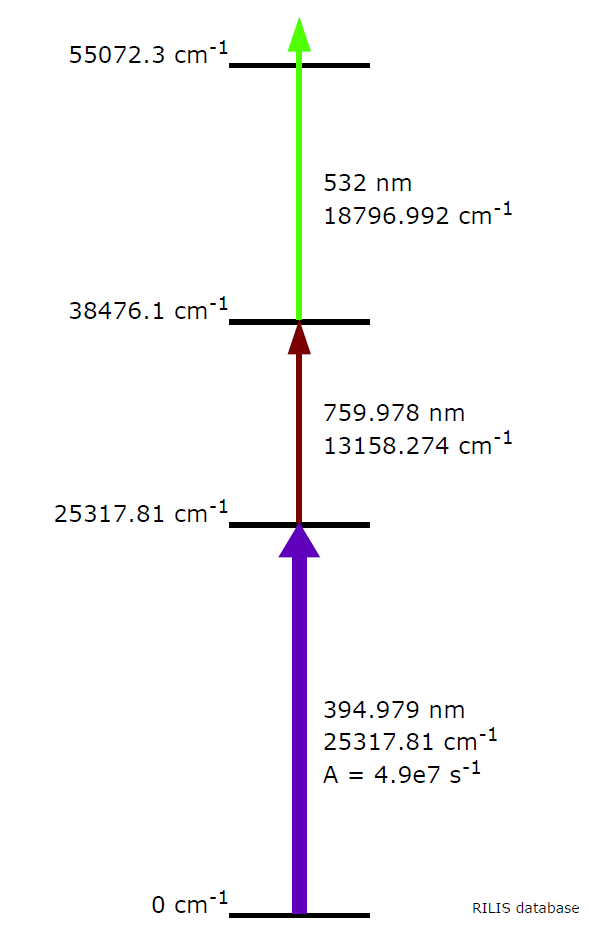 55072.3 cm⁻¹
532 nm
18796.992 cm⁻¹
38476.1 cm⁻¹
759.978 nm
13158.274 cm⁻¹
25317.81 cm⁻¹
394.979 nm
25317.81 cm⁻¹
A = 4.9e7 s⁻¹
0 cm⁻¹
RILIS database